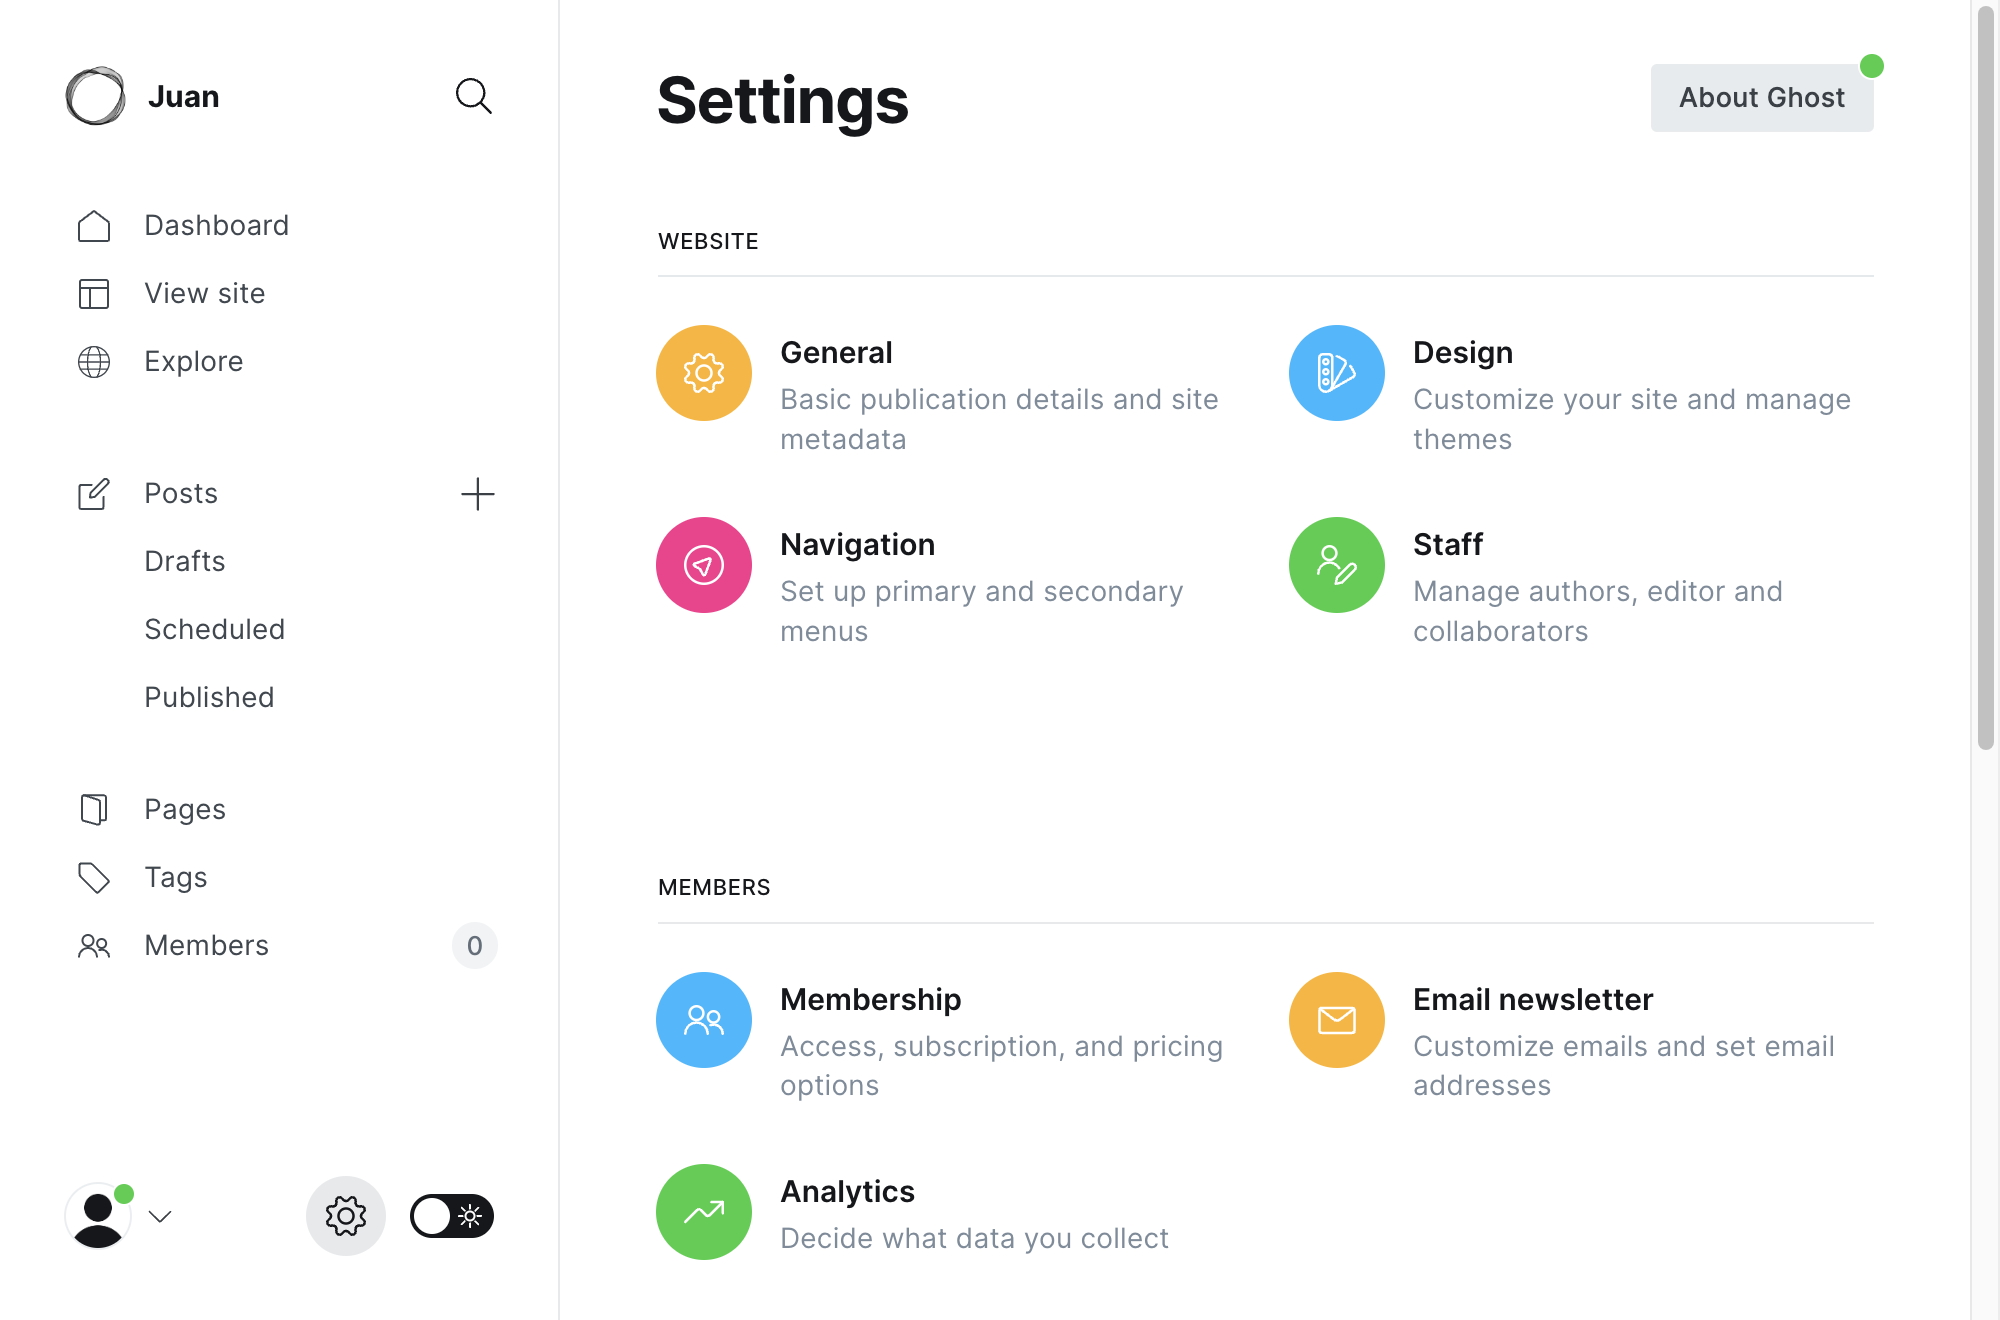 Juan
Dashboard
View site
Explore
Posts
Drafts
Scheduled
Published
Pages
Tags
Members
0
Settings
About Ghost
WEBSITE
General
Basic publication details and site
metadata
Design
Customize your site and manage
themes
Navigation
Set up primary and secondary
menus
Staff
Manage authors, editor and
collaborators
MEMBERS
Membership
Access, subscription, and pricing
options
Email newsletter
Customize emails and set email
addresses
Analytics
Decide what data you collect